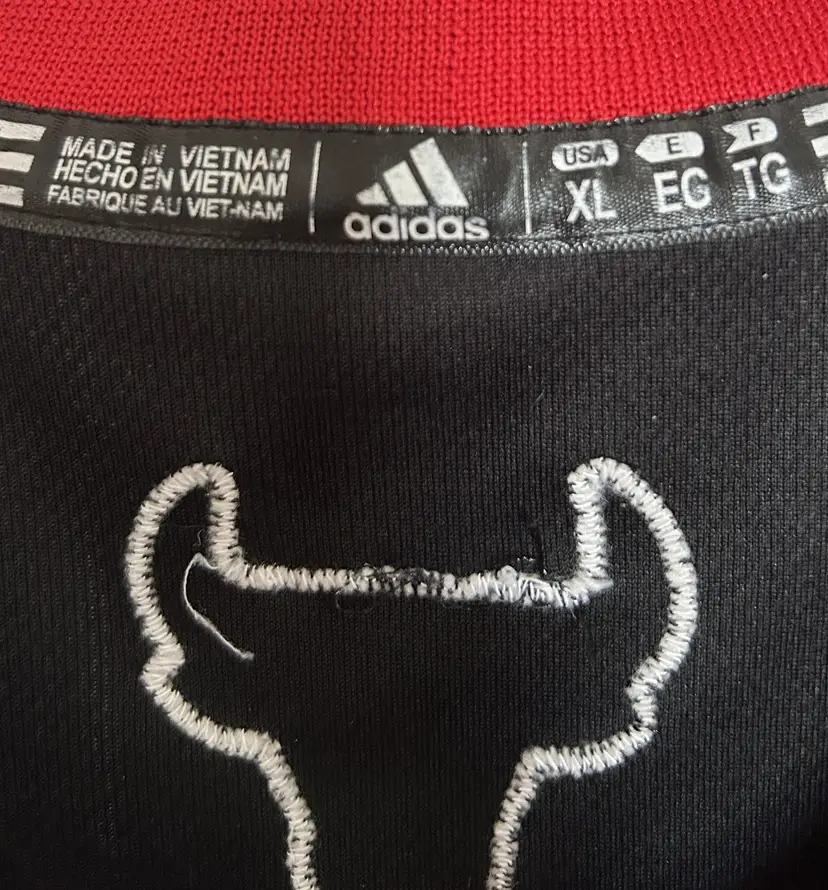 MADE IN VIETNAM
HECHO EN VIETNAM
FABRIQUE AU VIET-NAM
adidas
USA E F
XL EG TG